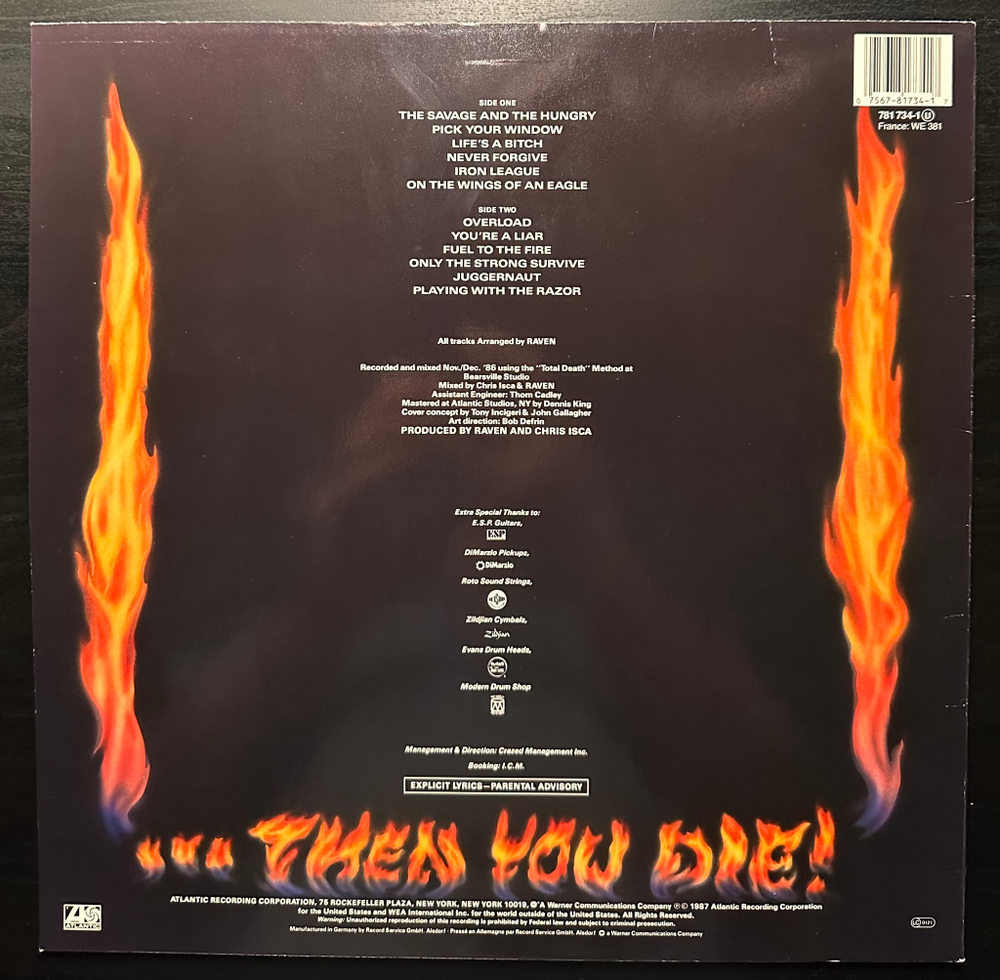 0 7567-81734-1 7
781 734-1 U
France: WE 381
SIDE ONE
THE SAVAGE AND THE HUNGRY
PICK YOUR WINDOW
LIFE'S A BITCH
NEVER FORGIVE
IRON LEAGUE
ON THE WINGS OF AN EAGLE
SIDE TWO
OVERLOAD
YOU'RE A LIAR
FUEL TO THE FIRE
ONLY THE STRONG SURVIVE
JUGGERNAUT
PLAYING WITH THE RAZOR
All tracks Arranged by RAVEN
Recorded and mixed Nov./Dec. '86 using the "Total Death" Method at
Bearsville Studio
Mixed by Chris Isca & RAVEN
Assistant Engineer: Thom Cadley
Mastered at Atlantic Studios, NY by Dennis King
Cover concept by Tony Incigeri & John Gallagher
Art direction: Bob Defrin
PRODUCED BY RAVEN AND CHRIS ISCA
Extra Special Thanks to:
E.S.P. Guitars,
ESP
DiMarzio Pickups,
DiMarzio
Roto Sound Strings,
Zildjian Cymbals,
Zildjian
Evans Drum Heads,
Modern Drum Shop
Management & Direction: Crazed Management Inc.
Booking: I.C.M.
EXPLICIT LYRICS—PARENTAL ADVISORY
... THEN YOU DIE!
ATLANTIC RECORDING CORPORATION, 75 ROCKEFELLER PLAZA, NEW YORK, NEW YORK 10019, A Warner Communications Company ℗© 1987 Atlantic Recording Corporation
for the United States and WEA International Inc. for the world outside of the United States. All Rights Reserved.
Warning: Unauthorized reproduction of this recording is prohibited by Federal law and subject to criminal prosecution.
Manufactured in Germany by Record Service GmbH. Alsdorf · Pressé en Allemagne par Record Service GmbH. Alsdorf a Warner Communications Company
ATLANTIC
LC 0121